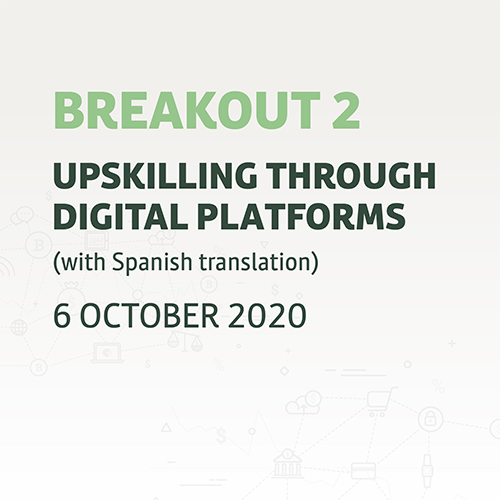 BREAKOUT 2
UPSKILLING THROUGH
DIGITAL PLATFORMS
(with Spanish translation)
6 OCTOBER 2020